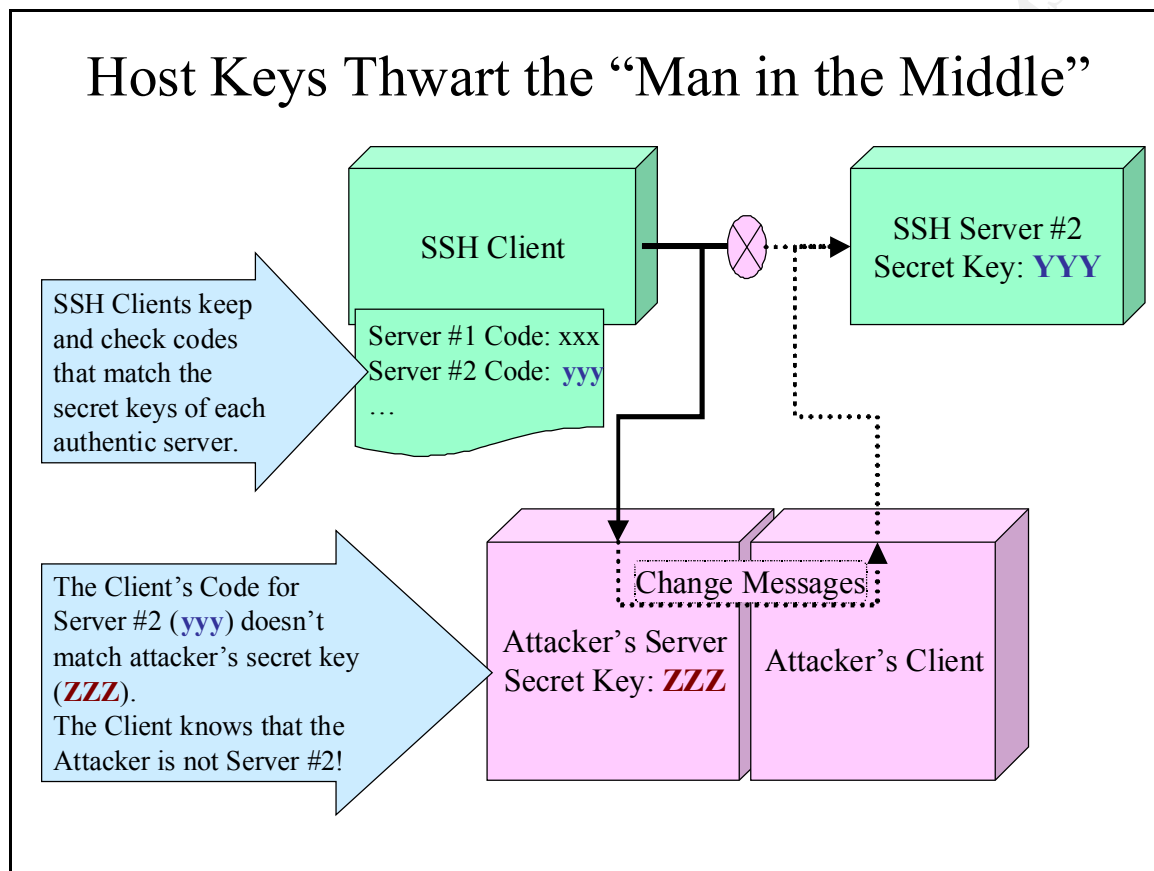 Host Keys Thwart the “Man in the Middle”
SSH Client
SSH Server #2
Secret Key: YYY
SSH Clients keep
and check codes
that match the
secret keys of each
authentic server.
Server #1 Code: xxx
Server #2 Code: yyy
…
The Client’s Code for
Server #2 (yyy) doesn’t
match attacker’s secret key
(ZZZ).
The Client knows that the
Attacker is not Server #2!
Change Messages
Attacker’s Server
Secret Key: ZZZ
Attacker’s Client